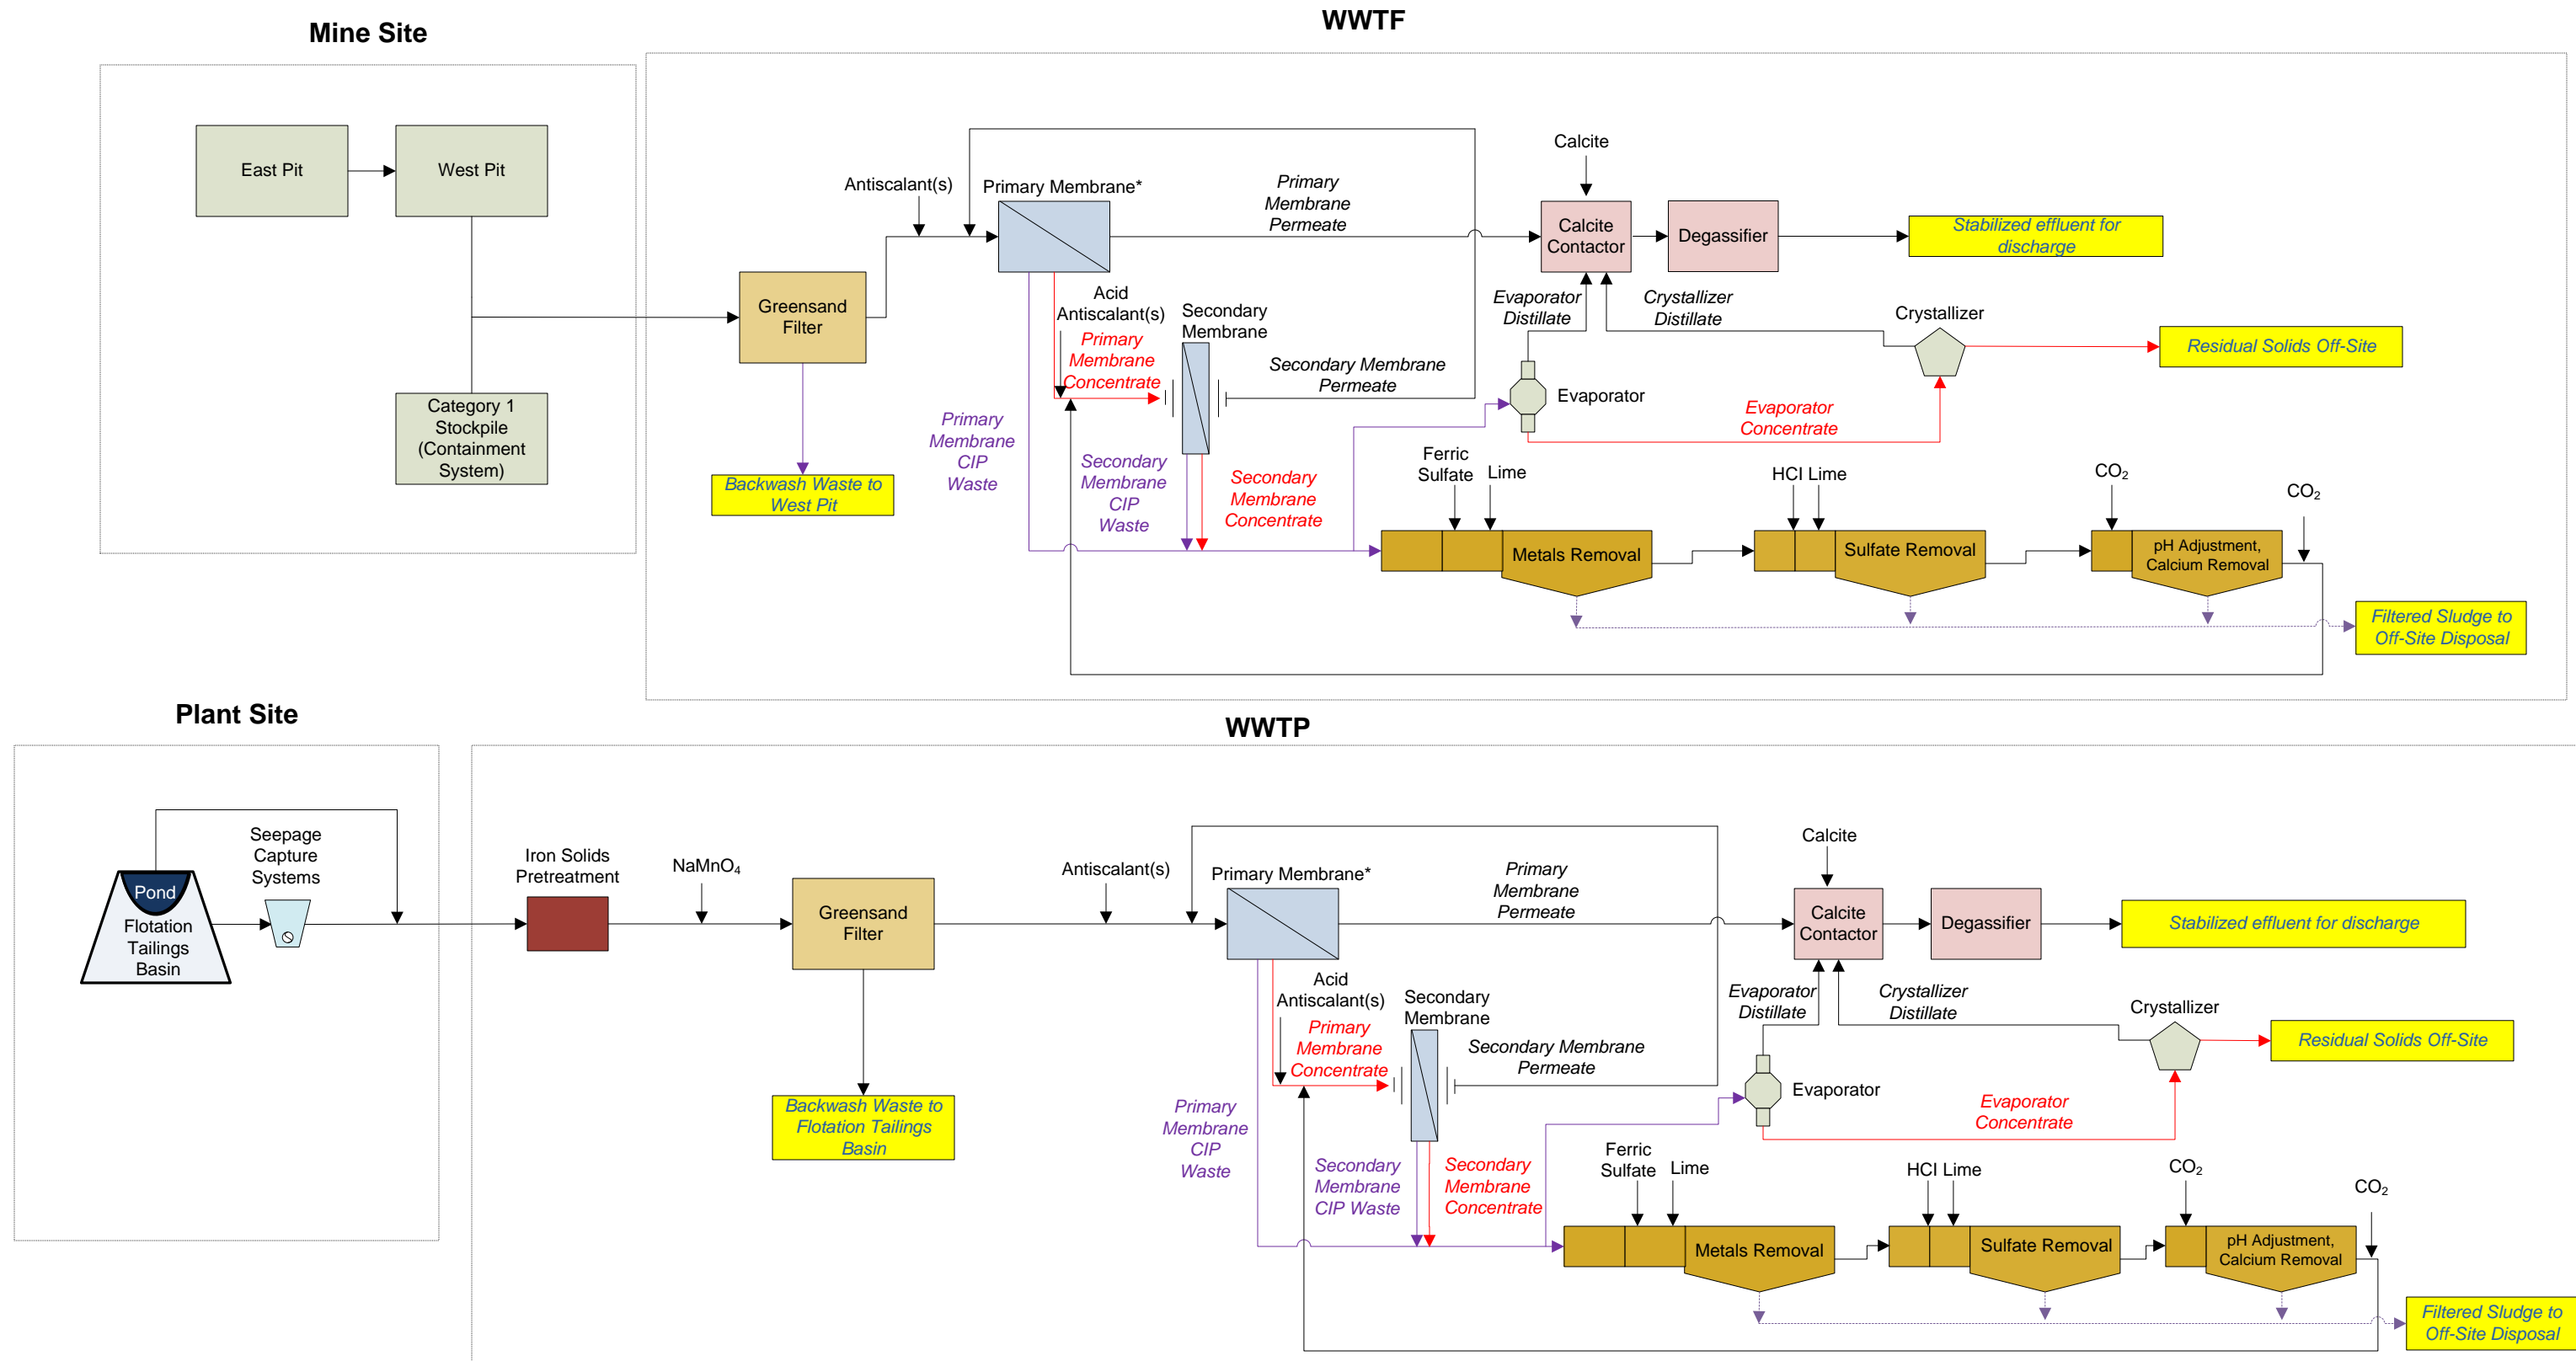 WWTF
Mine Site
East Pit
West Pit
Category 1
Stockpile
(Containment
System)
Greensand
Filter
Backwash Waste to
West Pit
Antiscalant(s)
Primary Membrane*
Primary
Membrane
Permeate
Calcite
Calcite
Contactor
Degassifier
Stabilized effluent for
discharge
Acid
Antiscalant(s)
Primary
Membrane
Concentrate
Secondary
Membrane
Secondary Membrane
Permeate
Evaporator
Distillate
Crystallizer
Distillate
Crystallizer
Residual Solids Off-Site
Evaporator
Evaporator
Concentrate
Primary
Membrane
CIP
Waste
Secondary
Membrane
CIP
Waste
Secondary
Membrane
Concentrate
Ferric
Sulfate
Lime
HCl Lime
CO2
CO2
Metals Removal
Sulfate Removal
pH Adjustment,
Calcium Removal
Filtered Sludge to
Off-Site Disposal
Plant Site
WWTP
Pond
Flotation
Tailings
Basin
Seepage
Capture
Systems
Iron Solids
Pretreatment
NaMnO4
Greensand
Filter
Backwash Waste to
Flotation Tailings
Basin
Antiscalant(s)
Primary Membrane*
Primary
Membrane
Permeate
Calcite
Calcite
Contactor
Degassifier
Stabilized effluent for discharge
Acid
Antiscalant(s)
Primary
Membrane
Concentrate
Secondary
Membrane
Secondary Membrane
Permeate
Evaporator
Distillate
Crystallizer
Distillate
Crystallizer
Residual Solids Off-Site
Evaporator
Evaporator
Concentrate
Primary
Membrane
CIP
Waste
Secondary
Membrane
CIP Waste
Secondary
Membrane
Concentrate
Ferric
Sulfate
Lime
HCl Lime
CO2
CO2
Metals Removal
Sulfate Removal
pH Adjustment,
Calcium Removal
Filtered Sludge to
Off-Site Disposal